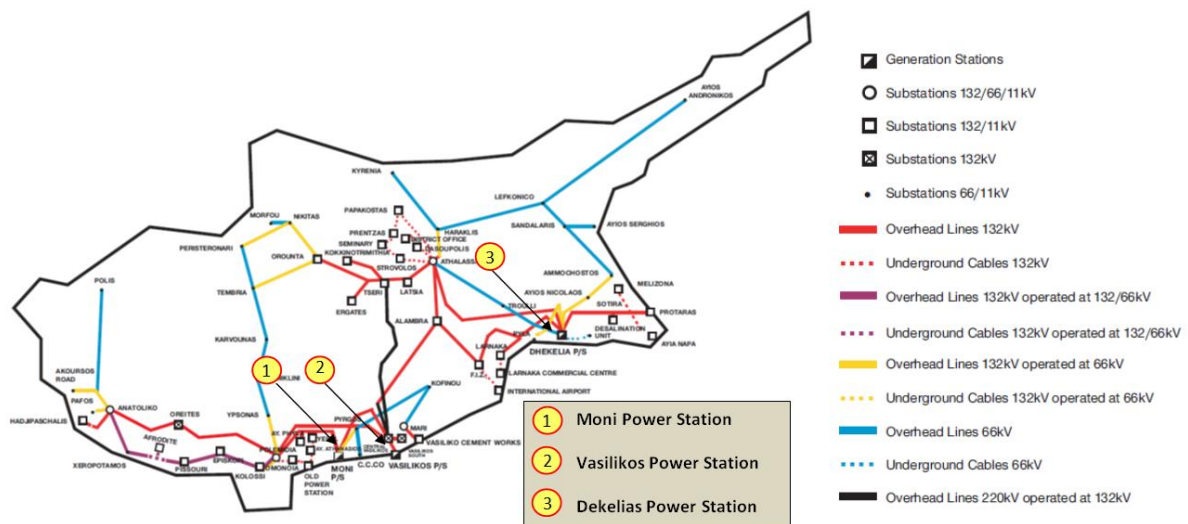 AYIOS
ANDRONIKOS
KYRENIA
LEFKONICO
PAPAKOSTAS
MORFOU
NIKITAS
HARAKLIS
SANDALARIS
AYIOS SERGHIOS
PRENTZAS
DISTRICT OFFICE
SEMINARY
KOKKINOTRIMITHIA
PERISTERONARI
OROUNTA
STROVOLOS
ATHALASSA
3
AMMOCHOSTOS
MELIZONA
POLIS
TEMBRIA
TSERI
LATSIA
AYIOS NICOLAOS
SOTIRA
TROULLI
PROTARAS
ERGATES
ALAMBRA
DESALINATION
UNIT
KARVOUNAS
LARNAKA
DHEKELIA P/S
AYIA NAPA
1
2
F.I.Z.
LARNAKA COMMERCIAL CENTRE
AKOURSOS
ROAD
KOFINOU
INTERNATIONAL AIRPORT
PAFOS
ANATOLIKO
OREITES
YPSONAS
PYRGOS
HADJIPASCHALIS
MARI
AFRODITE
VASILIKO CEMENT WORKS
XEROPOTAMOS
PISSOURI
EPISKOPI
KOLOSSI
OLD
POWER
STATION
MONI
P/S
C.C.CO
VASILIKOS P/S
1 Moni Power Station
2 Vasilikos Power Station
3 Dekelias Power Station
Generation Stations
Substations 132/66/11kV
Substations 132/11kV
Substations 132kV
Substations 66/11kV
Overhead Lines 132kV
Underground Cables 132kV
Overhead Lines 132kV operated at 132/66kV
Underground Cables 132kV operated at 132/66kV
Overhead Lines 132kV operated at 66kV
Underground Cables 132kV operated at 66kV
Overhead Lines 66kV
Underground Cables 66kV
Overhead Lines 220kV operated at 132kV